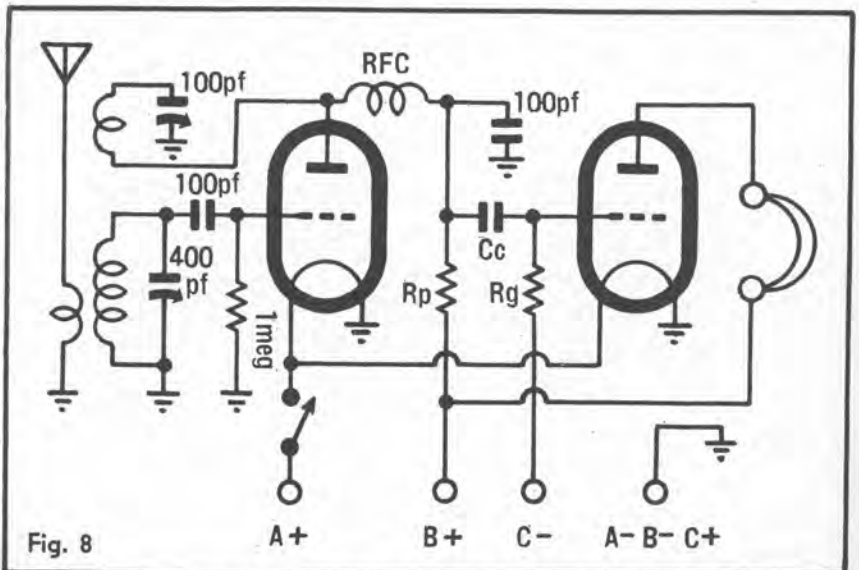 RFC
100pf
100pf
100pf
400
pf
1meg
Cc
Rp
Rg
A+
B+
C-
A- B- C+
Fig. 8